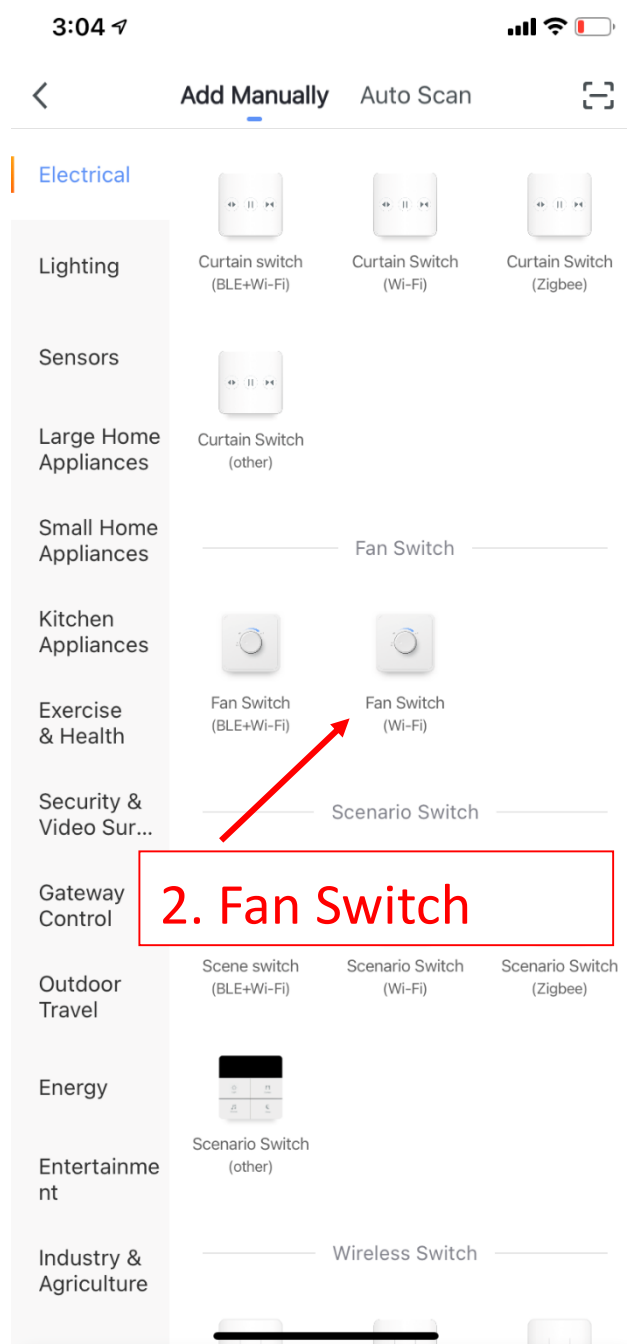 3:04
Add Manually Auto Scan
Electrical
Lighting
Sensors
Large Home
Appliances
Small Home
Appliances
Kitchen
Appliances
Exercise
& Health
Security &
Video Sur...
Gateway
Control
Outdoor
Travel
Energy
Entertainme
nt
Industry &
Agriculture
Curtain switch
(BLE+Wi-Fi)
Curtain Switch
(Wi-Fi)
Curtain Switch
(Zigbee)
Curtain Switch
(other)
Fan Switch
Fan Switch
(BLE+Wi-Fi)
Fan Switch
(Wi-Fi)
Scenario Switch
2. Fan Switch
Scene switch
(BLE+Wi-Fi)
Scenario Switch
(Wi-Fi)
Scenario Switch
(Zigbee)
Scenario Switch
(other)
Wireless Switch